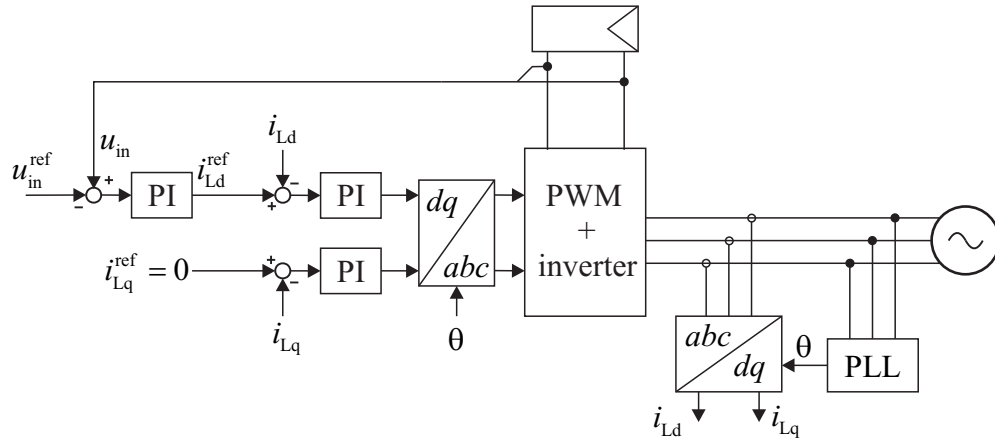 u_in^ref
u_in
PI
i_Ld^ref
i_Ld
PI
dq
abc
PWM
+
inverter
i_Lq^ref = 0
i_Lq
PI
θ
abc
dq
θ
PLL
i_Ld
i_Lq